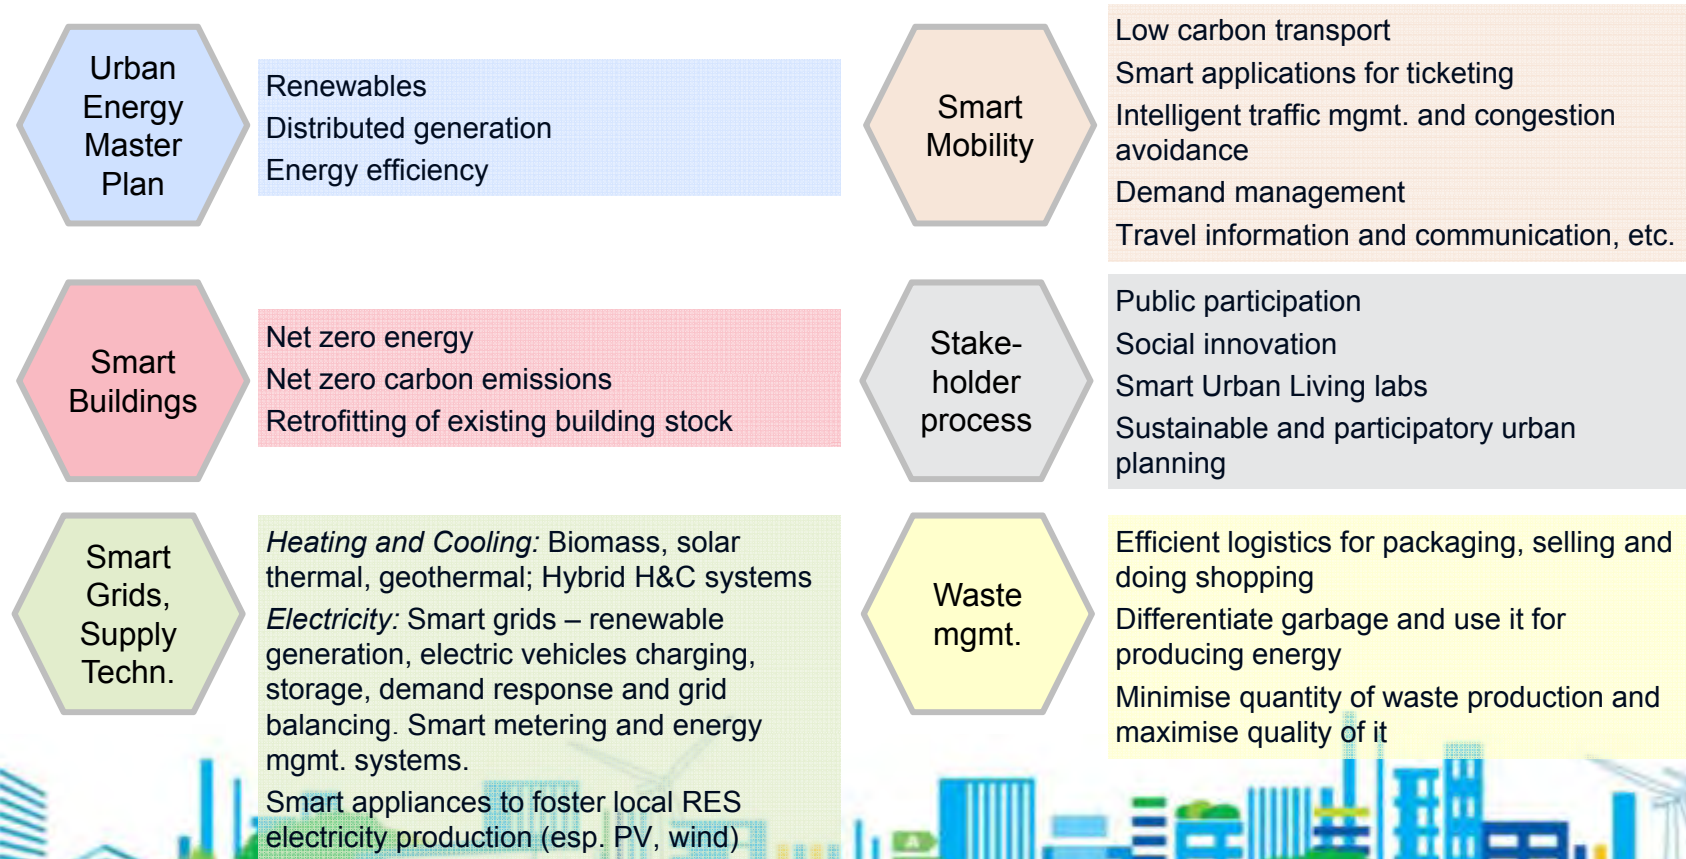 Urban
Energy
Master
Plan
Renewables
Distributed generation
Energy efficiency
Smart
Buildings
Net zero energy
Net zero carbon emissions
Retrofitting of existing building stock
Smart
Grids,
Supply
Techn.
Heating and Cooling: Biomass, solar
thermal, geothermal; Hybrid H&C systems
Electricity: Smart grids – renewable
generation, electric vehicles charging,
storage, demand response and grid
balancing. Smart metering and energy
mgmt. systems.
Smart appliances to foster local RES
electricity production (esp. PV, wind)
Smart
Mobility
Low carbon transport
Smart applications for ticketing
Intelligent traffic mgmt. and congestion
avoidance
Demand management
Travel information and communication, etc.
Stake-
holder
process
Public participation
Social innovation
Smart Urban Living labs
Sustainable and participatory urban
planning
Waste
mgmt.
Efficient logistics for packaging, selling and
doing shopping
Differentiate garbage and use it for
producing energy
Minimise quantity of waste production and
maximise quality of it
A